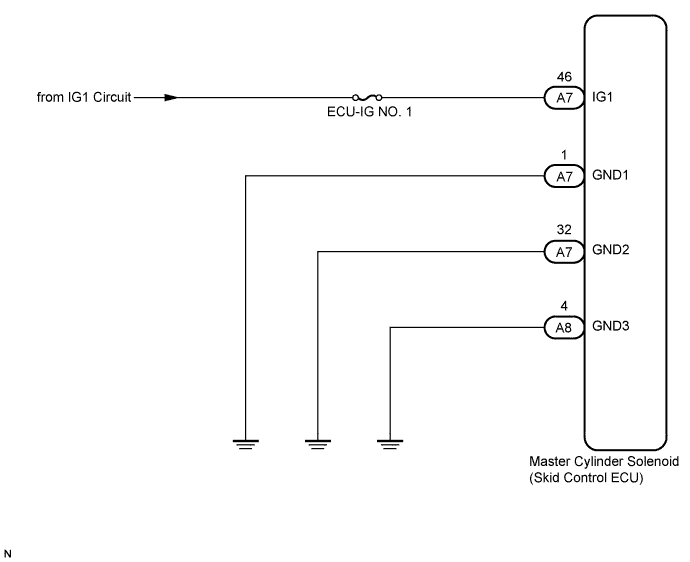 46
from IG1 Circuit
A7
IG1
ECU-IG NO. 1
1
A7
GND1
32
A7
GND2
4
A8
GND3
Master Cylinder Solenoid
(Skid Control ECU)
N